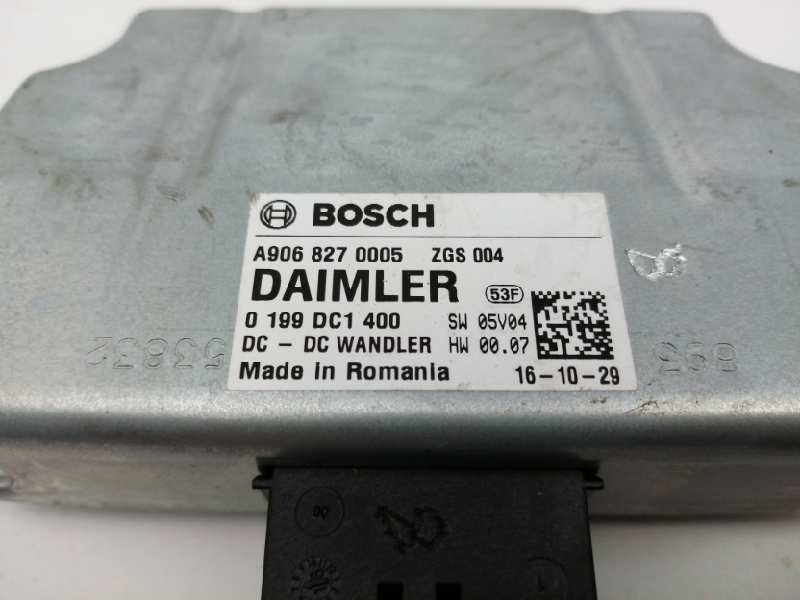 BOSCH
A906 827 0005 ZGS 004
DAIMLER 53F
0 199 DC1 400 SW 05V04
DC - DC WANDLER HW 00.07
Made in Romania 16-10-29
53832